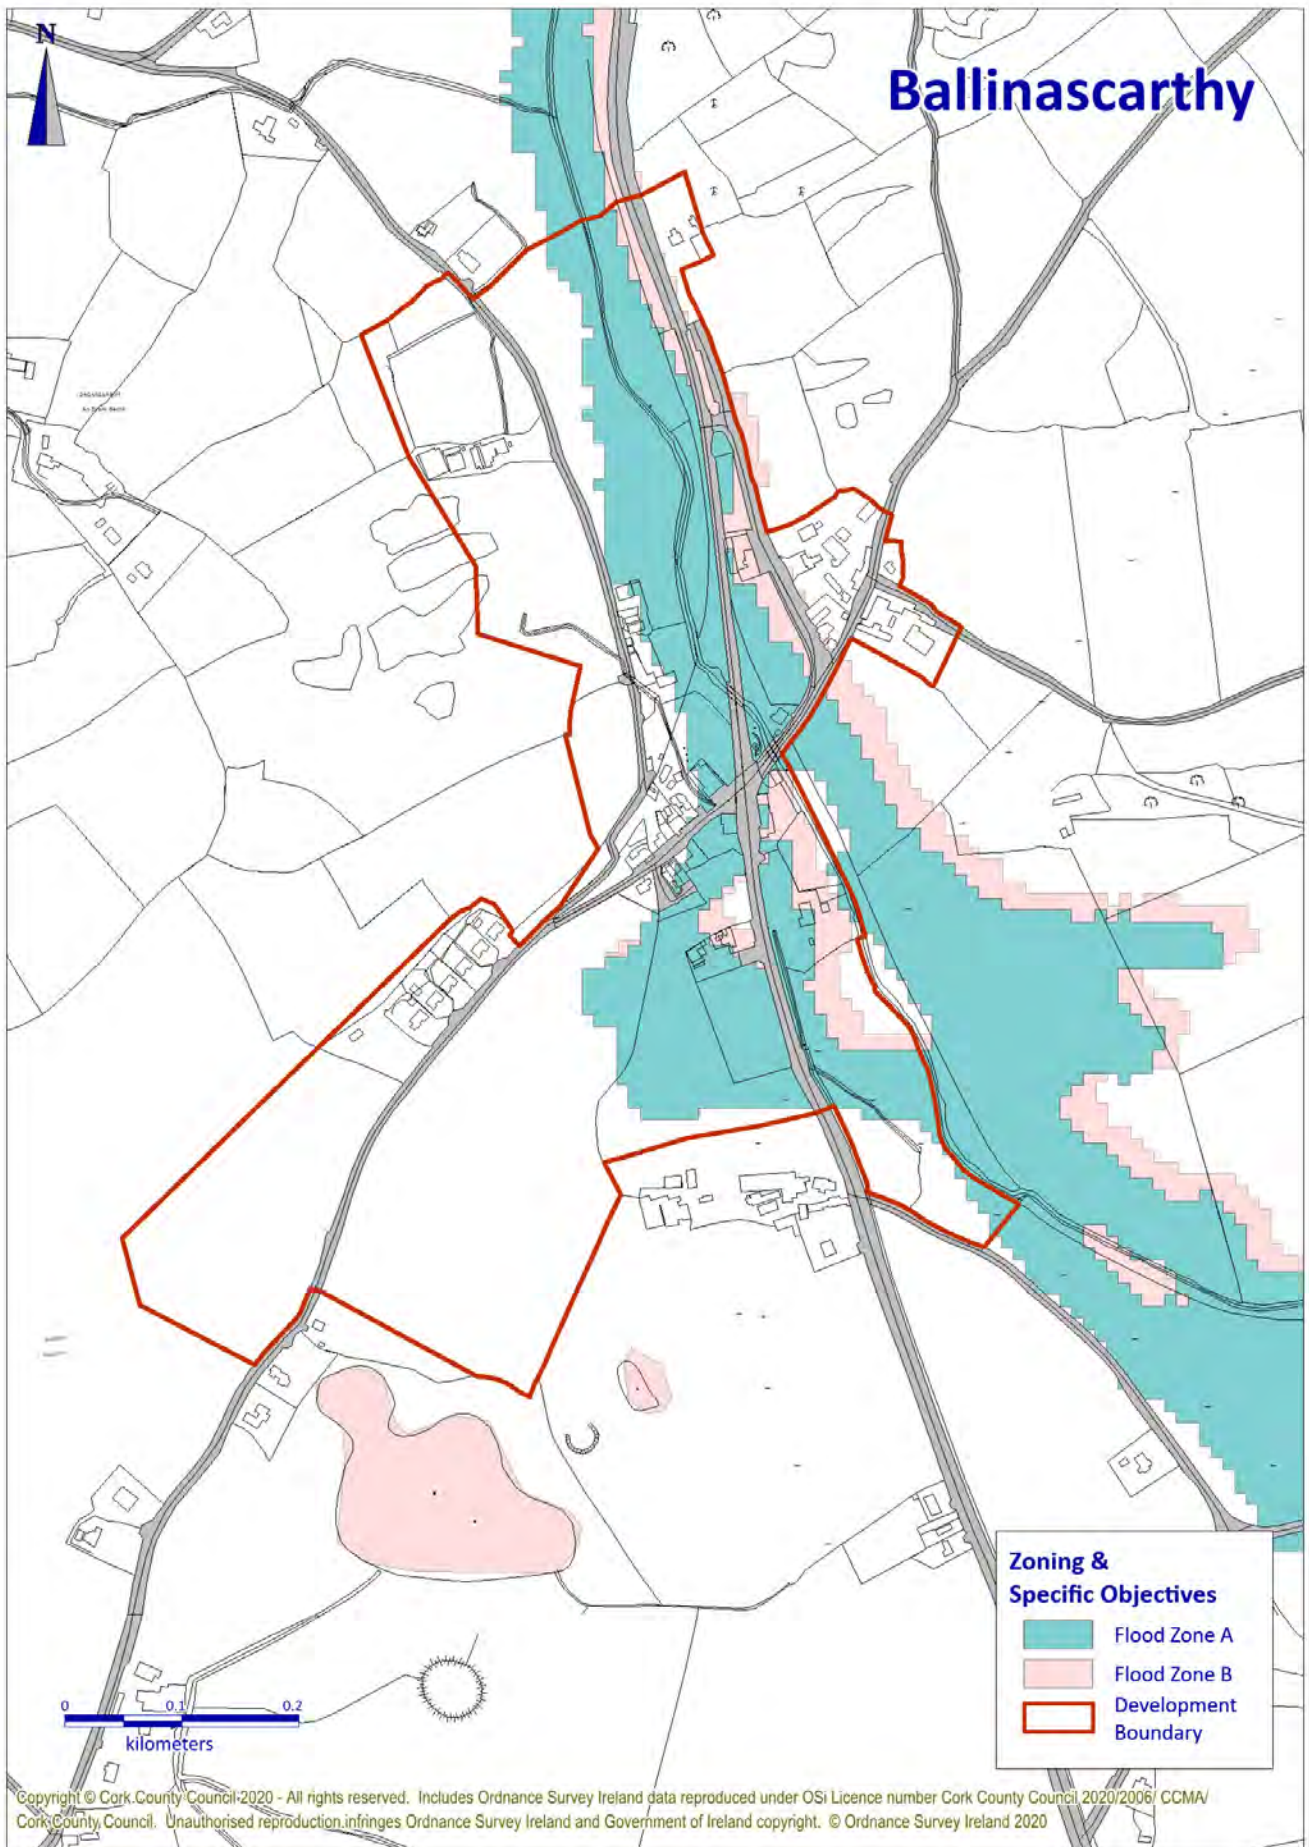 N
Ballinascarthy
Zoning &
Specific Objectives
Flood Zone A
Flood Zone B
Development
Boundary
0 0.1 0.2
kilometers
Copyright © Cork County Council 2020 - All rights reserved. Includes Ordnance Survey Ireland data reproduced under OSi Licence number Cork County Council 2020/2006/ CCMA/
Cork County Council. Unauthorised reproduction infringes Ordnance Survey Ireland and Government of Ireland copyright. © Ordnance Survey Ireland 2020